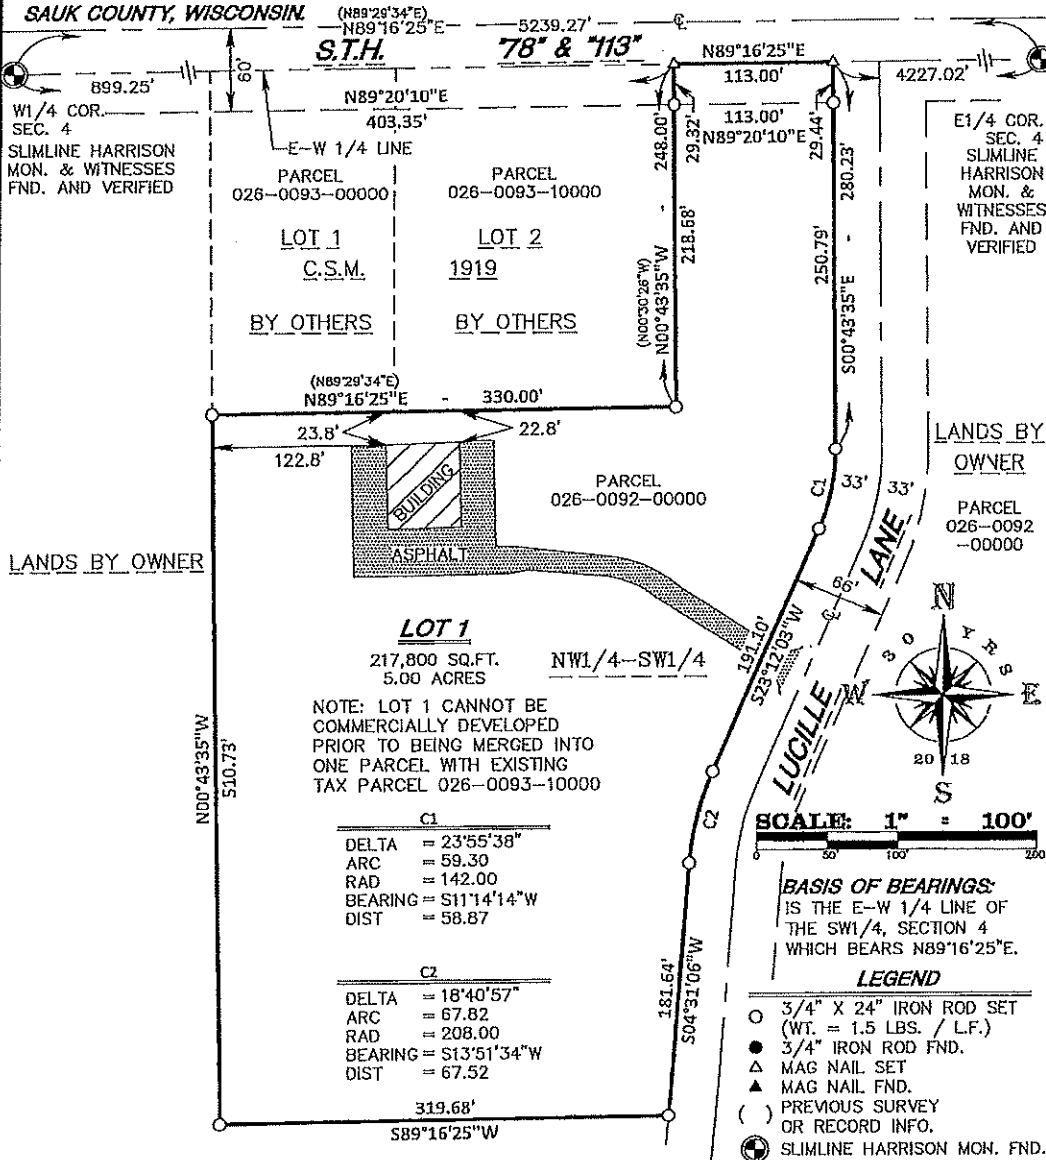 SAUK COUNTY, WISCONSIN.
(N89°29'34"E)
N89°16'25"E
5239.27'
S.T.H. "78" & "113"
60'
899.25'
N89°16'25"E
113.00'
4227.02'
N89°20'10"E
403.35'
E-W 1/4 LINE
113.00'
N89°20'10"E
W1/4 COR.
SEC. 4
SLIMLINE HARRISON
MON. & WITNESSES
FND. AND VERIFIED
E1/4 COR.
SEC. 4
SLIMLINE
HARRISON
MON. &
WITNESSES
FND. AND
VERIFIED
PARCEL
026-0093-00000
LOT 1
C.S.M.
BY OTHERS
PARCEL
026-0093-10000
LOT 2
1919
BY OTHERS
248.00'
29.32'
(N00°30'26"W)
N00°43'35"W
218.68'
29.44'
280.23'
250.79'
S00°43'35"E
(N89°29'34"E)
N89°16'25"E - 330.00'
23.8'
22.8'
122.8'
BUILDING
ASPHALT
PARCEL
026-0092-00000
LANDS BY OWNER
LANDS BY
OWNER
PARCEL
026-0092
-00000
C1
33'
33'
LUCILLE LANE
66'
191.10'
S23°12'03"W
LOT 1
217,800 SQ.FT.
5.00 ACRES
NW1/4-SW1/4
NOTE: LOT 1 CANNOT BE
COMMERCIALLY DEVELOPED
PRIOR TO BEING MERGED INTO
ONE PARCEL WITH EXISTING
TAX PARCEL 026-0093-10000
N00°43'35"W
510.73'
C2
181.64'
S04°31'06"W
N
W
E
S
30 YRS
2018
SCALE: 1" = 100'
0 50' 100' 200'
C1
DELTA = 23°55'38"
ARC = 59.30
RAD = 142.00
BEARING = S11°14'14"W
DIST = 58.87
C2
DELTA = 18°40'57"
ARC = 67.82
RAD = 208.00
BEARING = S13°51'34"W
DIST = 67.52
319.68'
S89°16'25"W
BASIS OF BEARINGS:
IS THE E-W 1/4 LINE OF
THE SW1/4, SECTION 4
WHICH BEARS N89°16'25"E.
LEGEND
3/4" X 24" IRON ROD SET
(WT. = 1.5 LBS. / L.F.)
3/4" IRON ROD FND.
MAG NAIL SET
MAG NAIL FND.
( ) PREVIOUS SURVEY
OR RECORD INFO.
SLIMLINE HARRISON MON. FND.